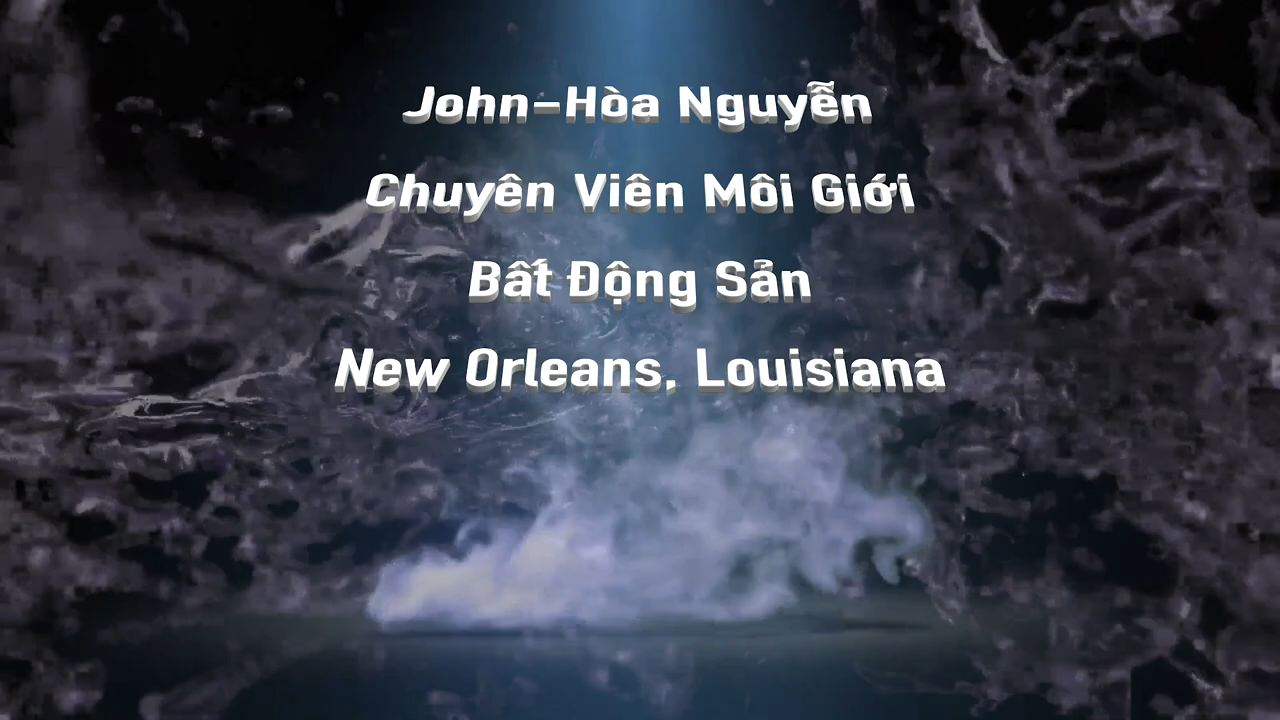 John-Hòa Nguyễn
Chuyên Viên Môi Giới
Bất Động Sản
New Orleans, Louisiana